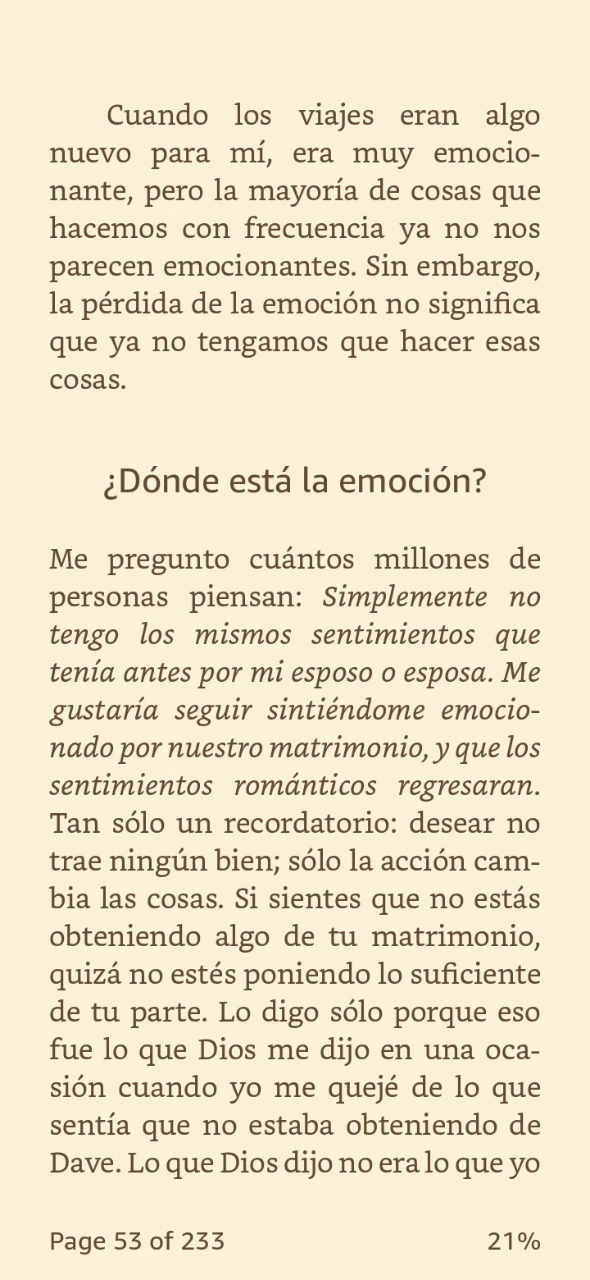 Cuando los viajes eran algo
nuevo para mí, era muy emocio-
nante, pero la mayoría de cosas que
hacemos con frecuencia ya no nos
parecen emocionantes. Sin embargo,
la pérdida de la emoción no significa
que ya no tengamos que hacer esas
cosas.
¿Dónde está la emoción?
Me pregunto cuántos millones de
personas piensan: Simplemente no
tengo los mismos sentimientos que
tenía antes por mi esposo o esposa. Me
gustaría seguir sintiéndome emocio-
nado por nuestro matrimonio, y que los
sentimientos románticos regresaran.
Tan sólo un recordatorio: desear no
trae ningún bien; sólo la acción cam-
bia las cosas. Si sientes que no estás
obteniendo algo de tu matrimonio,
quizá no estés poniendo lo suficiente
de tu parte. Lo digo sólo porque eso
fue lo que Dios me dijo en una oca-
sión cuando yo me quejé de lo que
sentía que no estaba obteniendo de
Dave. Lo que Dios dijo no era lo que yo
Page 53 of 233 21%